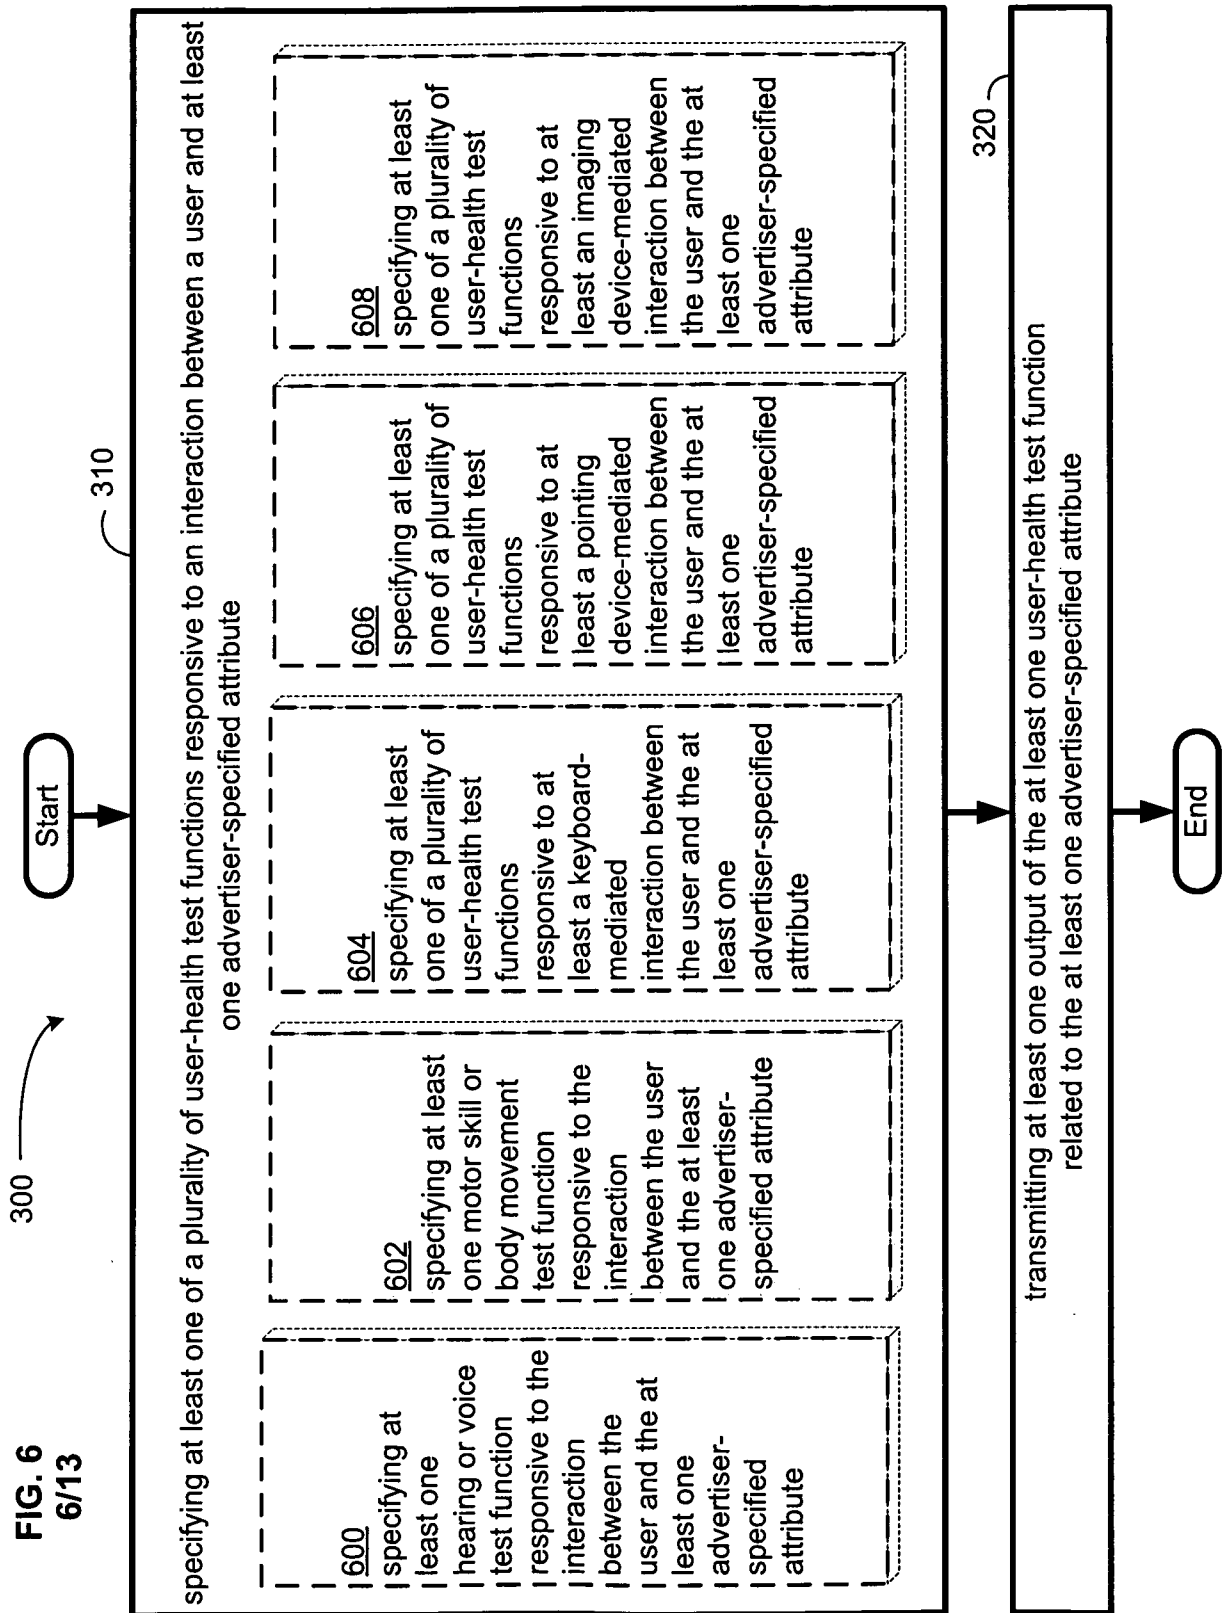 FIG. 6
6/13
300
Start
310
specifying at least one of a plurality of user-health test functions responsive to an interaction between a user and at least
one advertiser-specified attribute
600
specifying at
least one
hearing or voice
test function
responsive to the
interaction
between the
user and the at
least one
advertiser-
specified
attribute
602
specifying at least
one motor skill or
body movement
test function
responsive to the
interaction
between the user
and the at least
one advertiser-
specified attribute
604
specifying at least
one of a plurality of
user-health test
functions
responsive to at
least a keyboard-
mediated
interaction between
the user and the at
least one
advertiser-specified
attribute
606
specifying at least
one of a plurality of
user-health test
functions
responsive to at
least a pointing
device-mediated
interaction between
the user and the at
least one
advertiser-specified
attribute
608
specifying at least
one of a plurality of
user-health test
functions
responsive to at
least an imaging
device-mediated
interaction between
the user and the at
least one
advertiser-specified
attribute
320
transmitting at least one output of the at least one user-health test function
related to the at least one advertiser-specified attribute
End